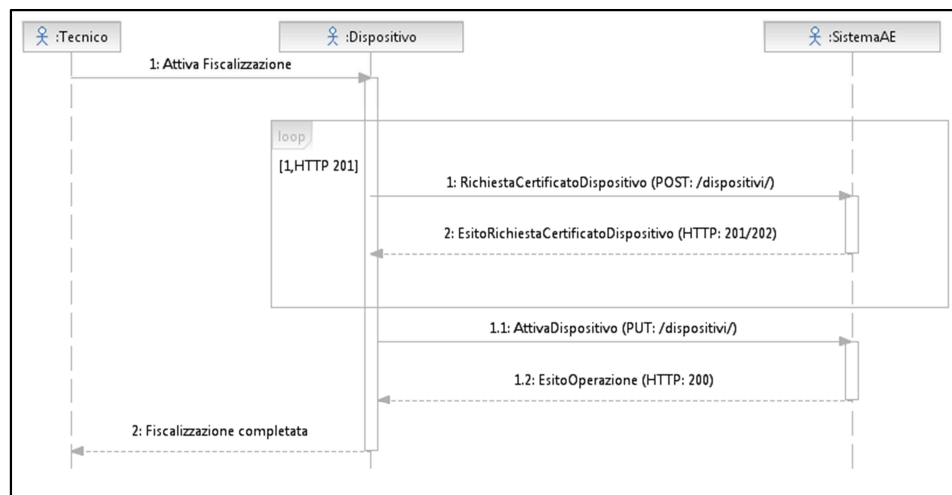 :Tecnico
:Dispositivo
:SistemaAE
1: Attiva Fiscalizzazione
loop
[1,HTTP 201]
1: RichiestaCertificatoDispositivo (POST: /dispositivi/)
2: EsitoRichiestaCertificatoDispositivo (HTTP: 201/202)
1.1: AttivaDispositivo (PUT: /dispositivi/)
1.2: EsitoOperazione (HTTP: 200)
2: Fiscalizzazione completata